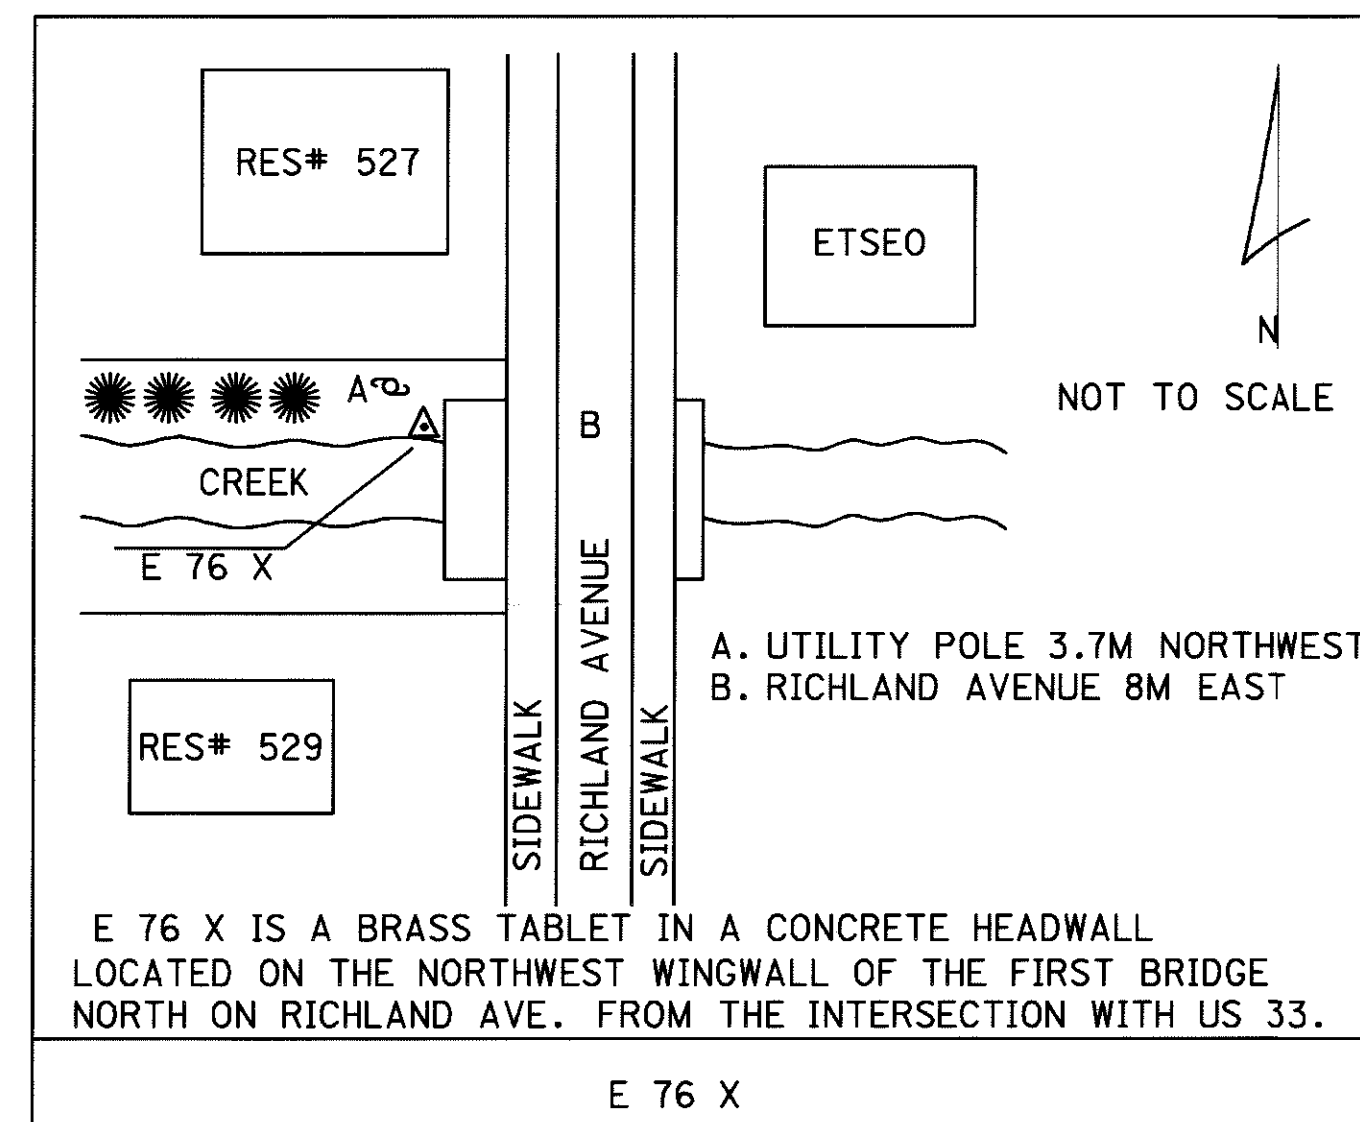 RES# 527
ETSEO
N
NOT TO SCALE
A
B
CREEK
E 76 X
RICHLAND AVENUE
SIDEWALK
SIDEWALK
A. UTILITY POLE 3.7M NORTHWEST
B. RICHLAND AVENUE 8M EAST
RES# 529
E 76 X IS A BRASS TABLET IN A CONCRETE HEADWALL
LOCATED ON THE NORTHWEST WINGWALL OF THE FIRST BRIDGE
NORTH ON RICHLAND AVE. FROM THE INTERSECTION WITH US 33.
E 76 X